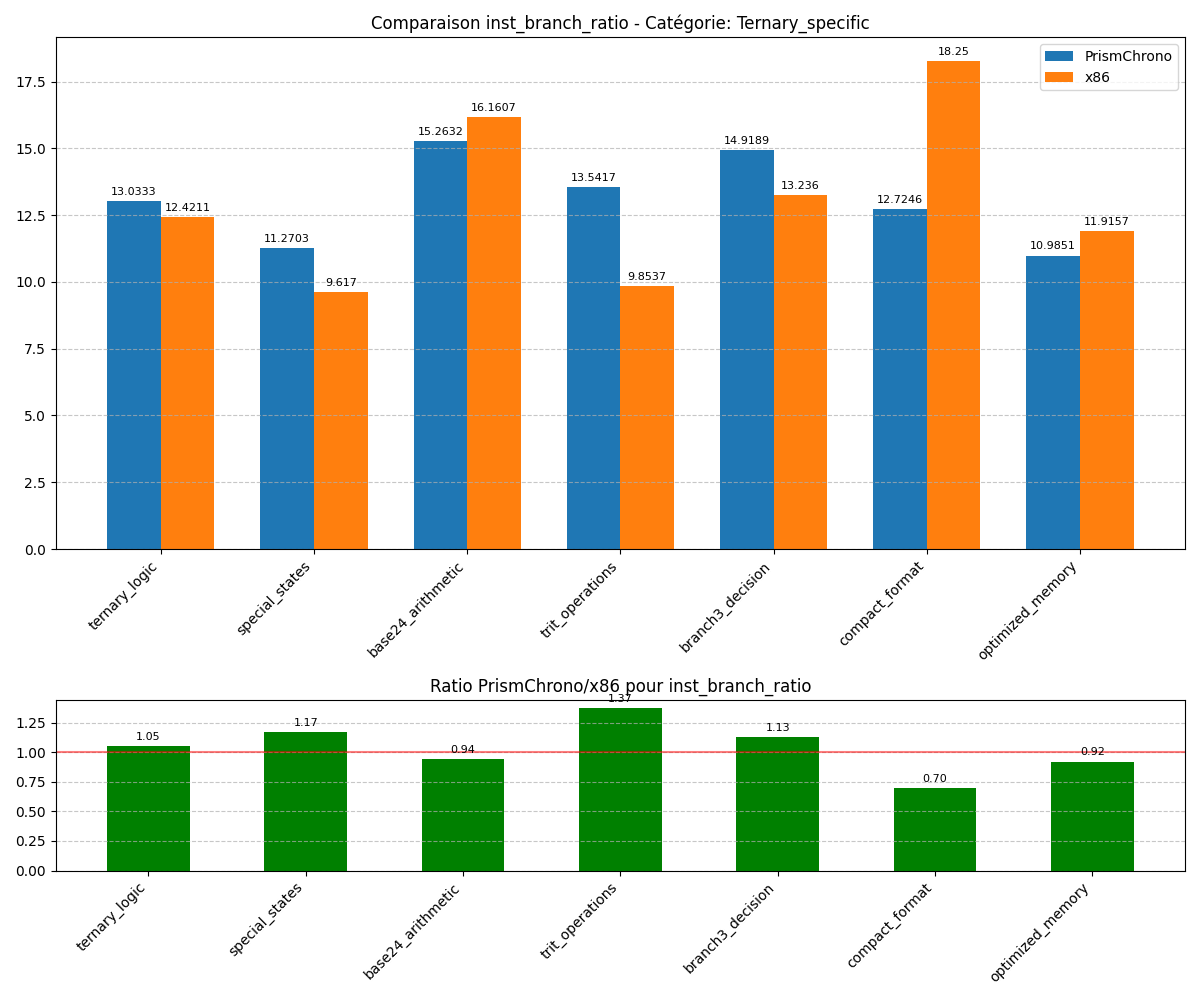 Comparaison inst_branch_ratio - Catégorie: Ternary_specific
PrismChrono
x86
17.5
15.0
12.5
10.0
7.5
5.0
2.5
0.0
13.0333
12.4211
11.2703
9.617
15.2632
16.1607
13.5417
9.8537
14.9189
13.236
12.7246
18.25
10.9851
11.9157
ternary_logic
special_states
base24_arithmetic
trit_operations
branch3_decision
compact_format
optimized_memory
Ratio PrismChrono/x86 pour inst_branch_ratio
1.25
1.00
0.75
0.50
0.25
0.00
1.05
1.17
0.94
1.37
1.13
0.70
0.92
ternary_logic
special_states
base24_arithmetic
trit_operations
branch3_decision
compact_format
optimized_memory